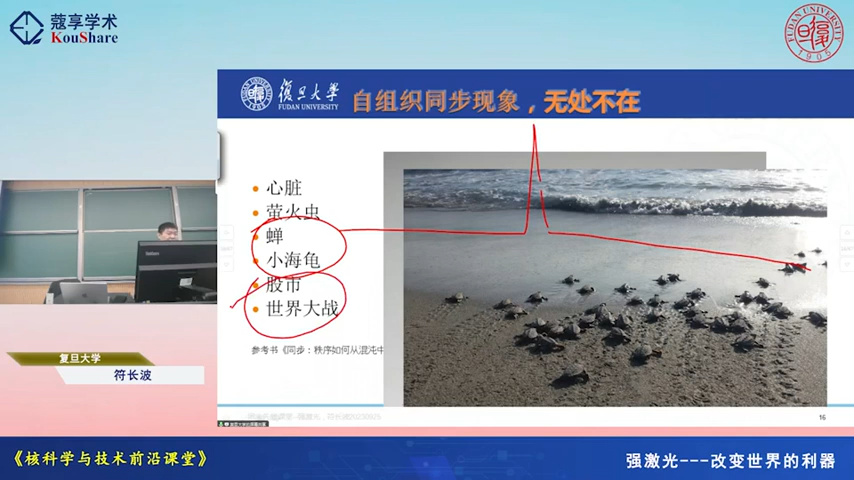 蔻享学术
KouShare
FUDAN UNIVERSITY
1905
復旦大學
FUDAN UNIVERSITY
自组织同步现象，无处不在
心脏
萤火虫
蝉
小海龟
股市
世界大战
参考书《同步：秩序如何从混沌中
16
复旦大学
符长波
《核科学与技术前沿课堂》
强激光---改变世界的利器